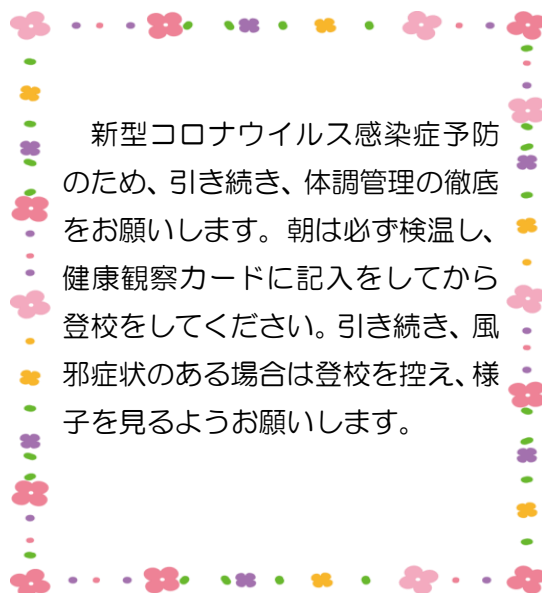 新型コロナウイルス感染症予防
のため、引き続き、体調管理の徹底
をお願いします。朝は必ず検温し、
健康観察カードに記入をしてから
登校をしてください。引き続き、風
邪症状のある場合は登校を控え、様
子を見るようお願いします。